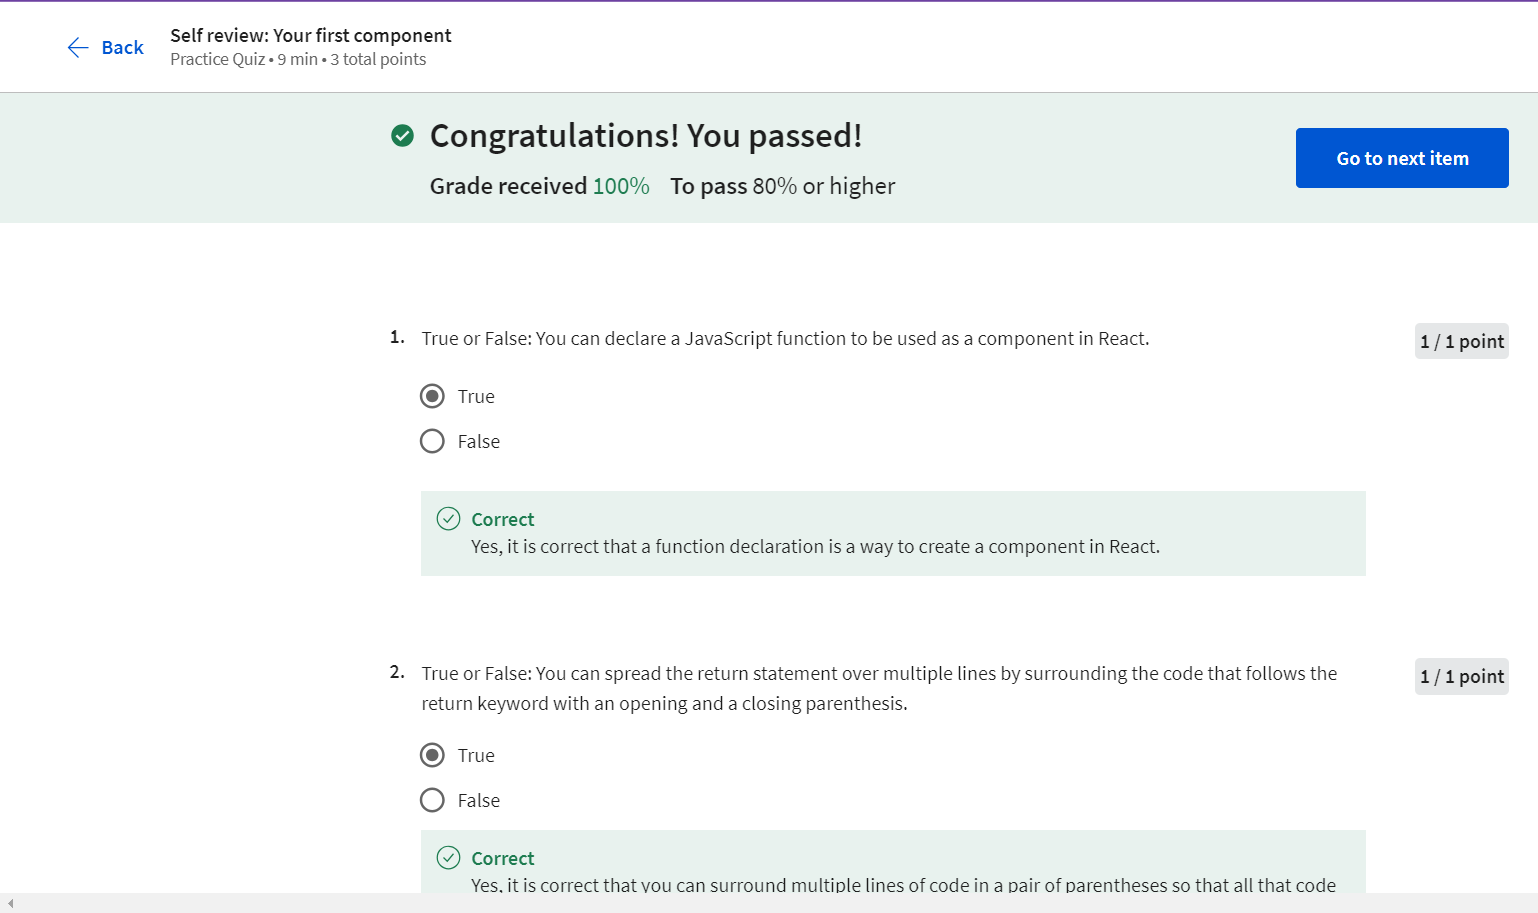 Back
Self review: Your first component
Practice Quiz • 9 min • 3 total points
Congratulations! You passed!
Grade received 100% To pass 80% or higher
Go to next item
1. True or False: You can declare a JavaScript function to be used as a component in React.
1 / 1 point
True
False
Correct
Yes, it is correct that a function declaration is a way to create a component in React.
2. True or False: You can spread the return statement over multiple lines by surrounding the code that follows the
return keyword with an opening and a closing parenthesis.
1 / 1 point
True
False
Correct
Yes, it is correct that you can surround multiple lines of code in a pair of parentheses so that all that code